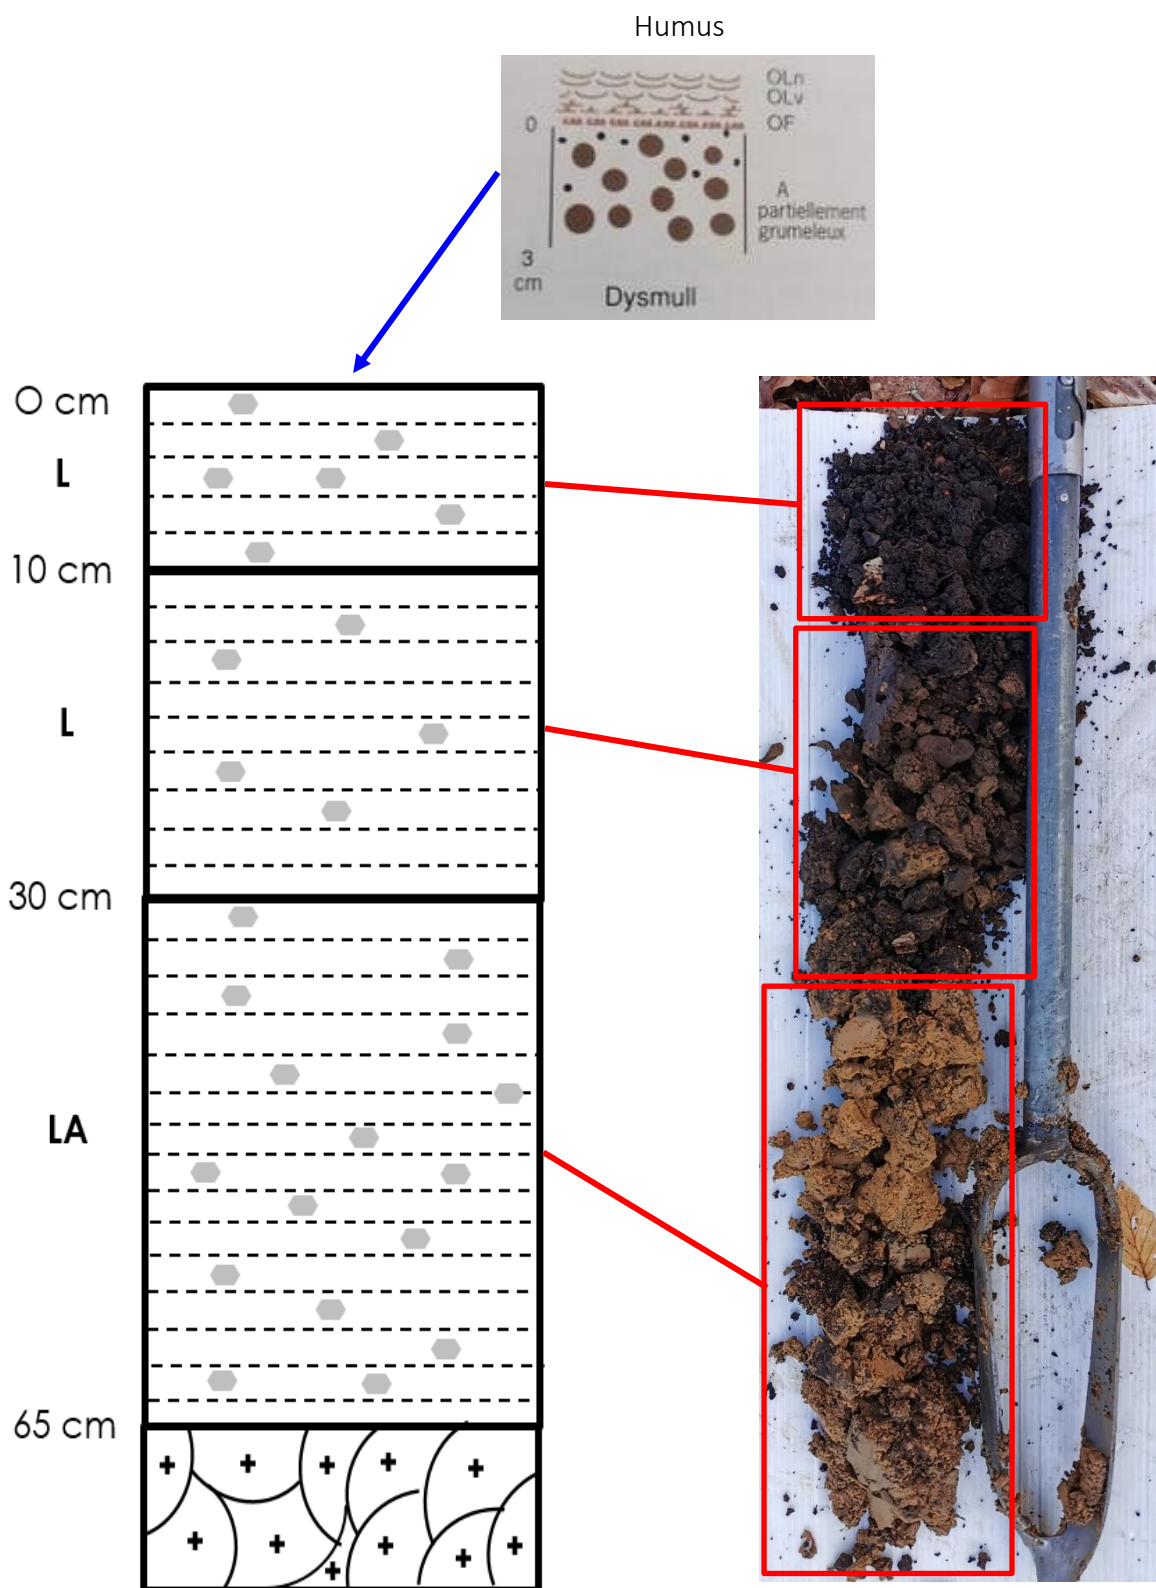 Humus
OLn
OLv
OF
0
A
partiellement
grumeleux
3
cm
Dysmull
O cm
L
10 cm
L
30 cm
LA
65 cm